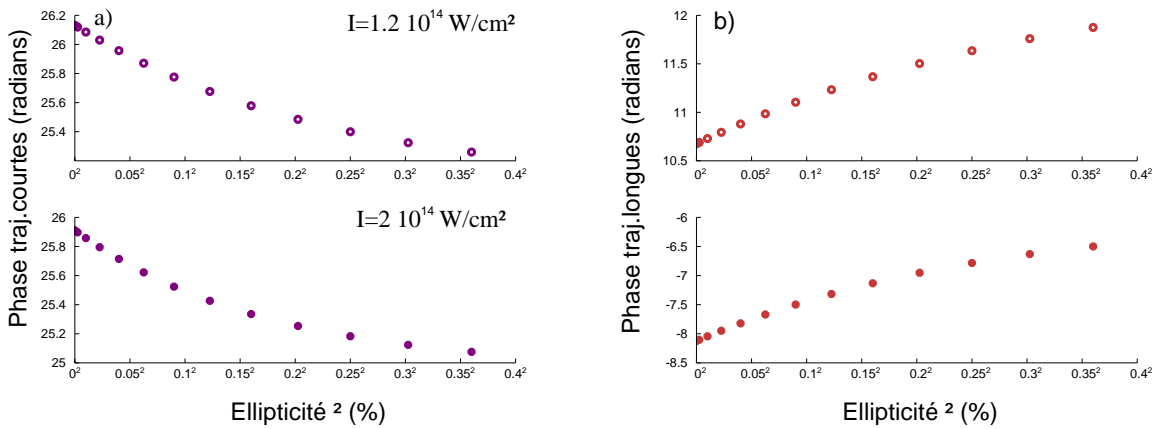 a)
I=1.2 10¹⁴ W/cm²
Phase traj.courtes (radians)
26.2
26
25.8
25.6
25.4
0² 0.05² 0.1² 0.15² 0.2² 0.25² 0.3² 0.35² 0.4²
I=2 10¹⁴ W/cm²
26
25.8
25.6
25.4
25.2
25
0² 0.05² 0.1² 0.15² 0.2² 0.25² 0.3² 0.35² 0.4²
Ellipticité ² (%)
b)
Phase traj.longues (radians)
12
11.5
11
10.5
0² 0.05² 0.1² 0.15² 0.2² 0.25² 0.3² 0.35² 0.4²
-6
-6.5
-7
-7.5
-8
-8.5
0² 0.05² 0.1² 0.15² 0.2² 0.25² 0.3² 0.35² 0.4²
Ellipticité ² (%)